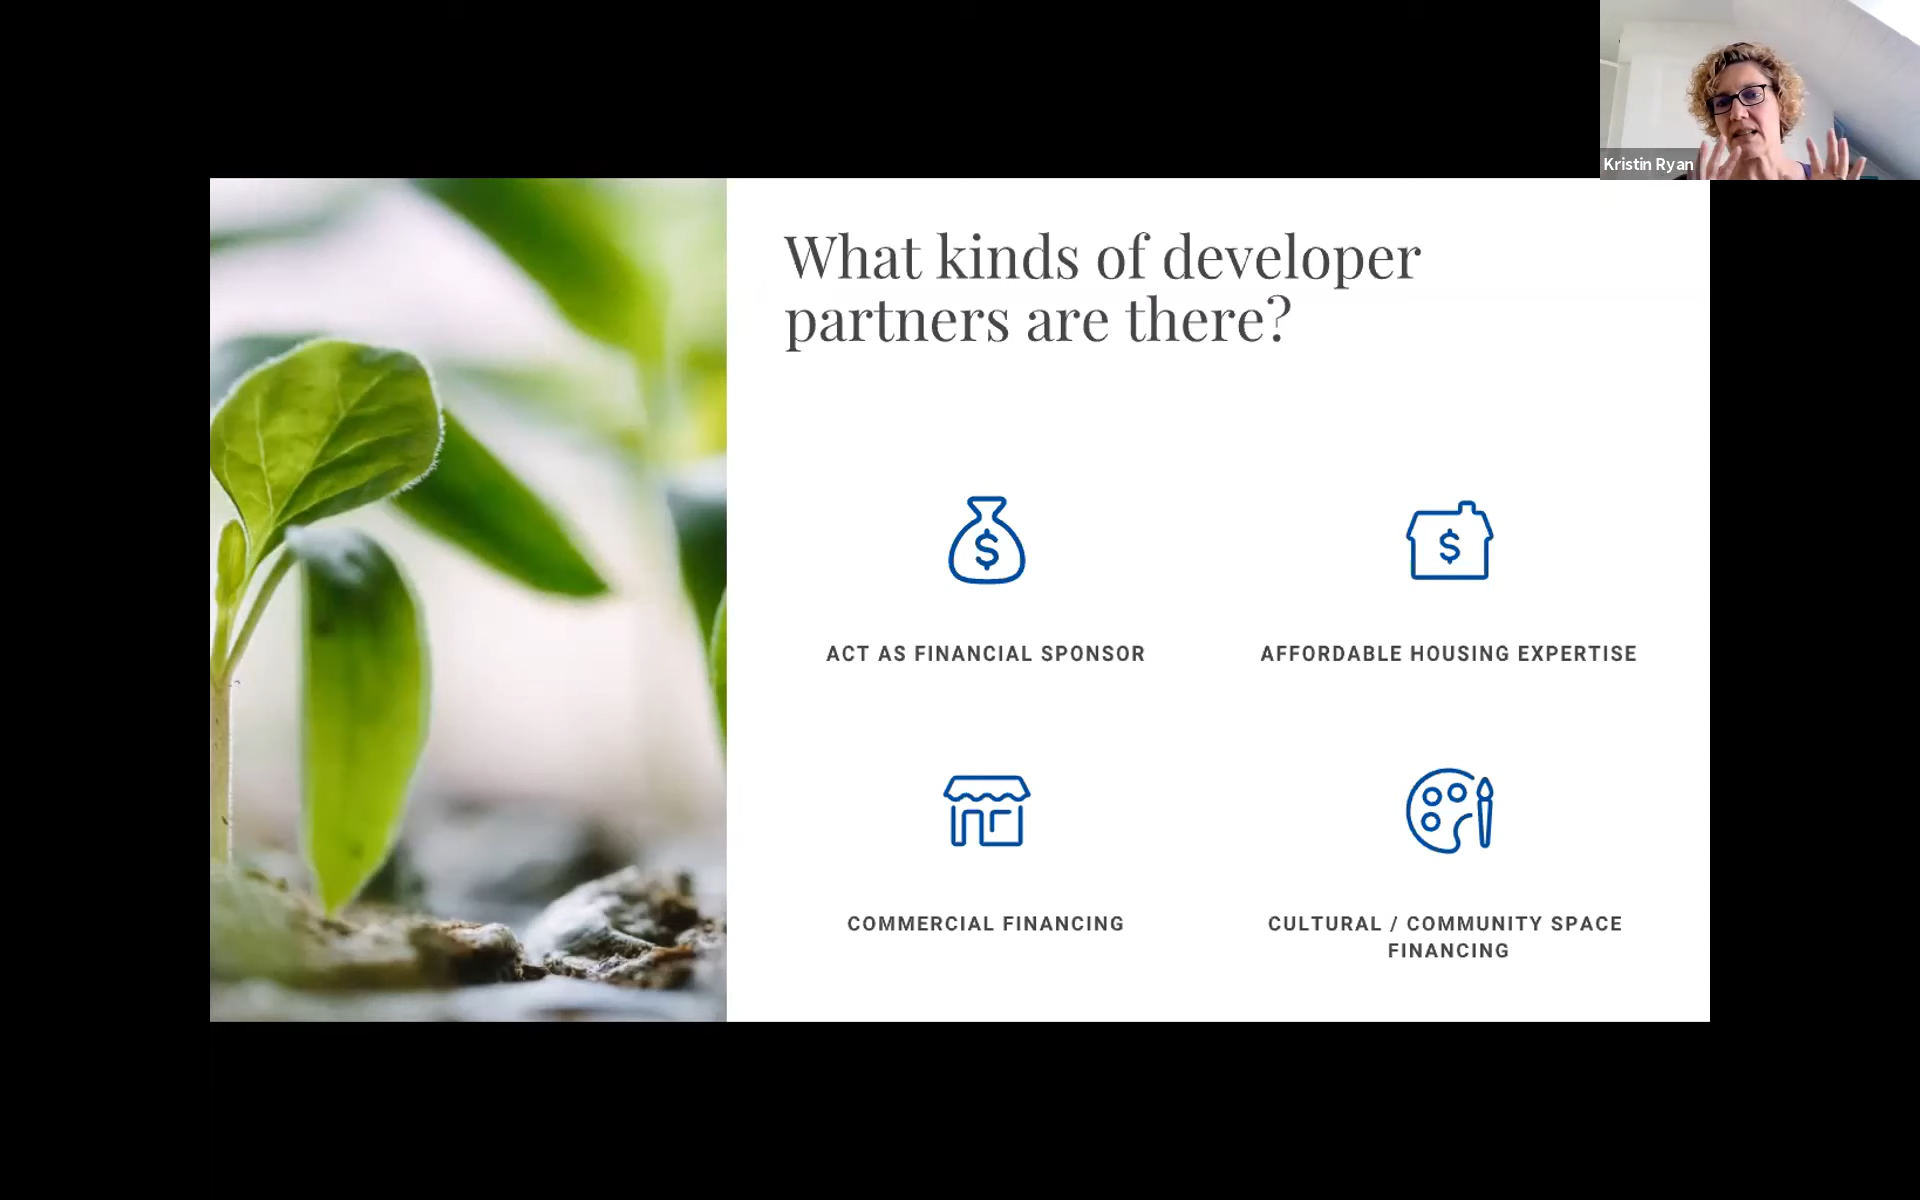 Kristin Ryan
What kinds of developer
partners are there?
$
$
ACT AS FINANCIAL SPONSOR
AFFORDABLE HOUSING EXPERTISE
COMMERCIAL FINANCING
CULTURAL / COMMUNITY SPACE
FINANCING